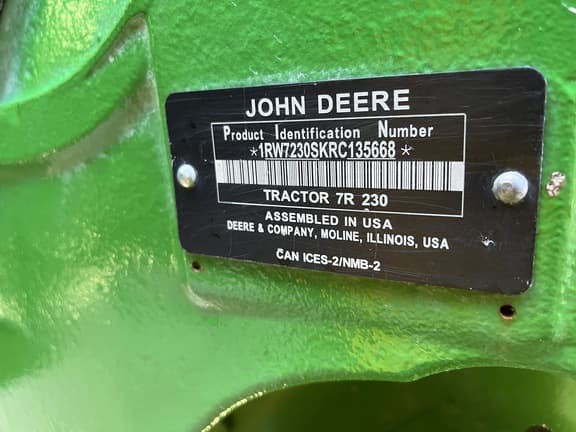 JOHN DEERE
Product Identification Number
*1RW7230SKRC135668*
TRACTOR 7R 230
ASSEMBLED IN USA
DEERE & COMPANY, MOLINE, ILLINOIS, USA
CAN ICES-2/NMB-2